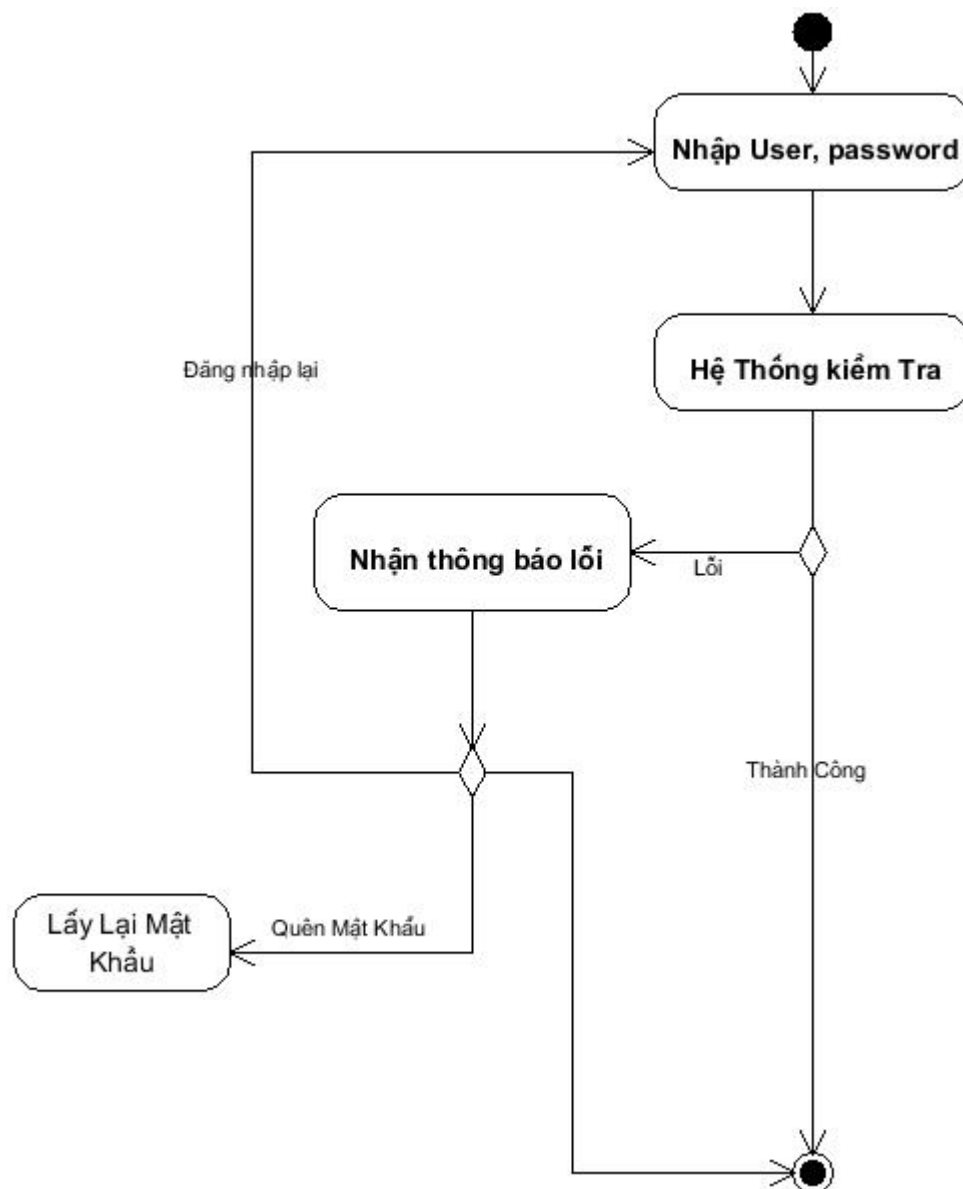 Nhập User, password
Đăng nhập lại
Hệ Thống kiểm Tra
Nhận thông báo lỗi
Lỗi
Thành Công
Lấy Lại Mật
Khẩu
Quên Mật Khẩu